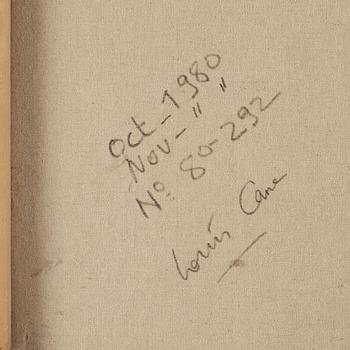 Oct-1980
Nov- " "
No 80-292
Louis Cane